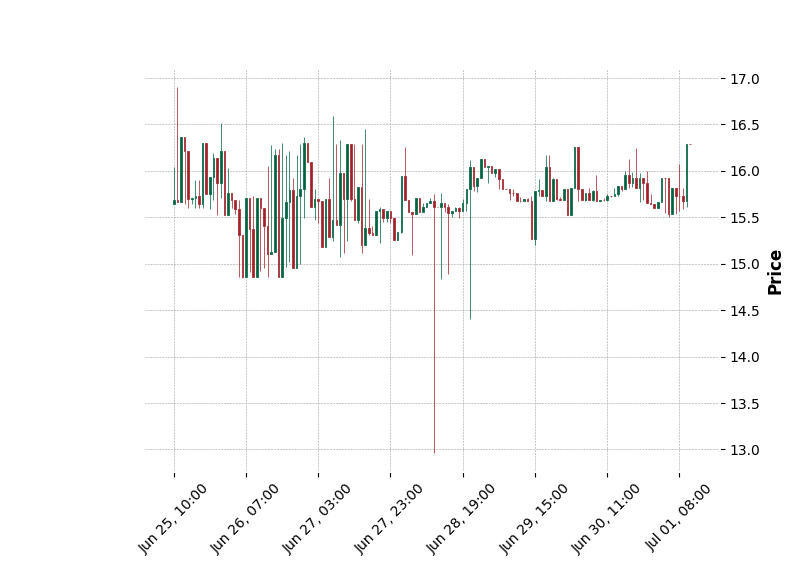 17.0
16.5
16.0
15.5
15.0
14.5
14.0
13.5
13.0
Price
Jun 25, 10:00
Jun 26, 07:00
Jun 27, 03:00
Jun 27, 23:00
Jun 28, 19:00
Jun 29, 15:00
Jun 30, 11:00
Jul 01, 08:00